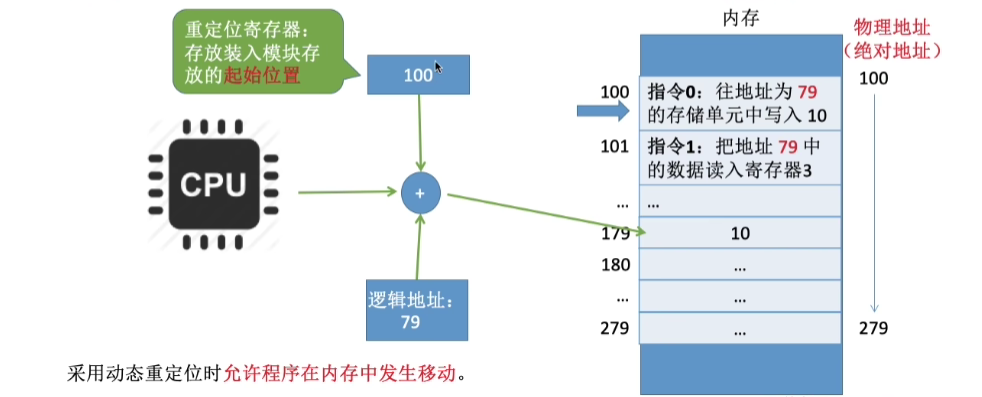 重定位寄存器：
存放装入模块存
放的起始位置
100
CPU
+
逻辑地址：
79
采用动态重定位时允许程序在内存中发生移动。
内存
物理地址
（绝对地址）
100
指令0：往地址为 79
的存储单元中写入 10
100
101
指令1：把地址 79 中
的数据读入寄存器3
...
...
179
10
180
...
...
...
279
...
279